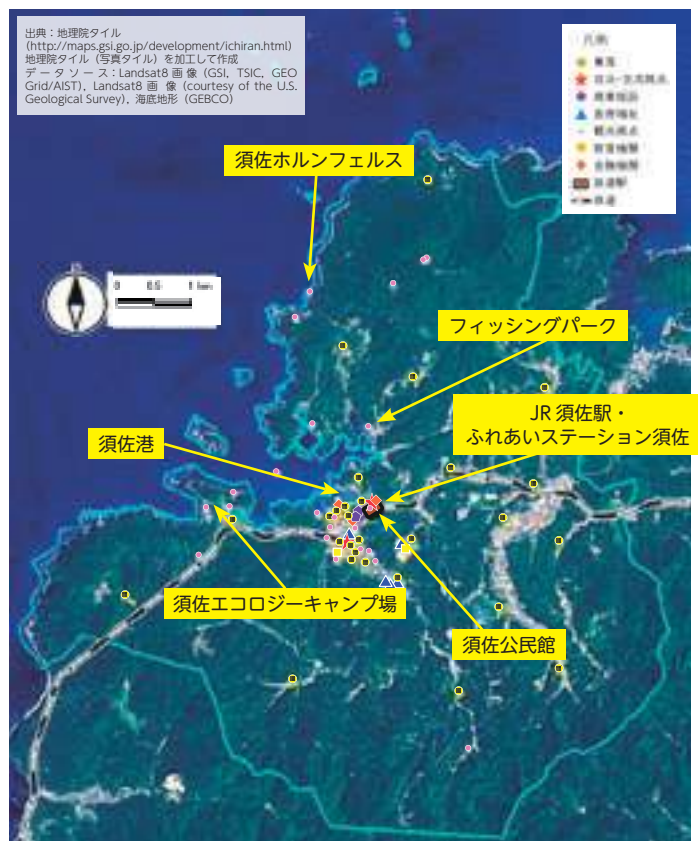 出典：地理院タイル
(http://maps.gsi.go.jp/development/ichiran.html)
地理院タイル（写真タイル）を加工して作成
データソース：Landsat8 画像（GSI, TSIC, GEO
Grid/AIST）, Landsat8 画像（courtesy of the U.S.
Geological Survey）, 海底地形（GEBCO）
凡例
須佐ホルンフェルス
0 0.5 1 km
フィッシングパーク
JR 須佐駅・
ふれあいステーション須佐
須佐港
須佐エコロジーキャンプ場
須佐公民館